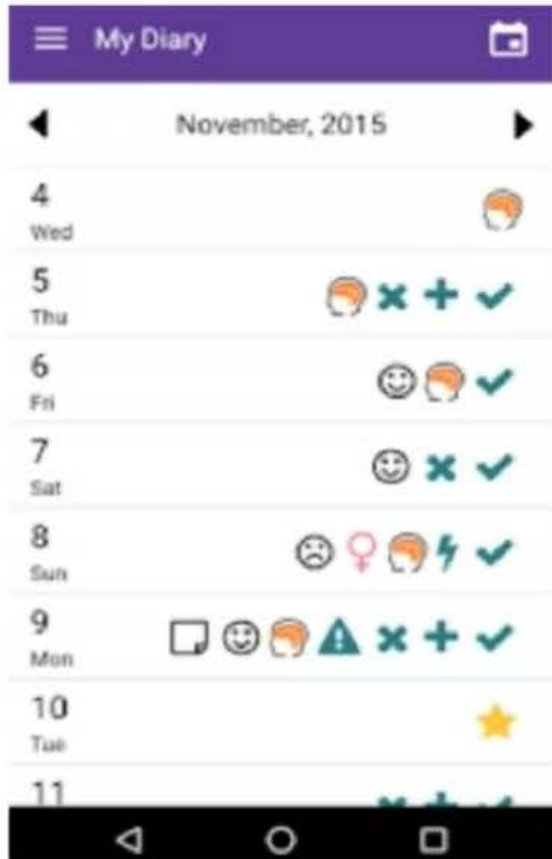 My Diary
November, 2015
4
Wed
5
Thu
6
Fri
7
Sat
8
Sun
9
Mon
10
Tue
11